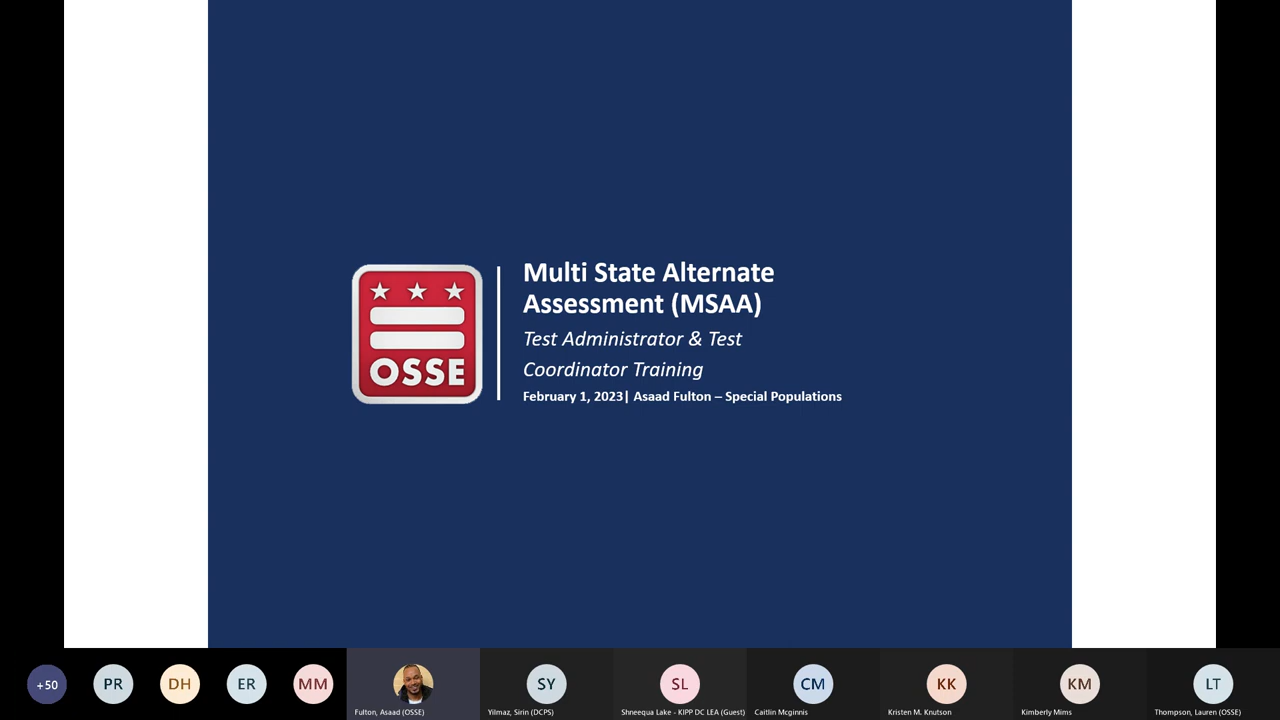 Multi State Alternate
Assessment (MSAA)
Test Administrator & Test
Coordinator Training
February 1, 2023| Asaad Fulton – Special Populations
OSSE
+50
PR
DH
ER
MM
Fulton, Asaad (OSSE)
SY
Yilmaz, Sirin (DCPS)
SL
Shneequa Lake - KIPP DC LEA (Guest)
CM
Caitlin Mcginnis
KK
Kristen M. Knutson
KM
Kimberly Mims
LT
Thompson, Lauren (OSSE)